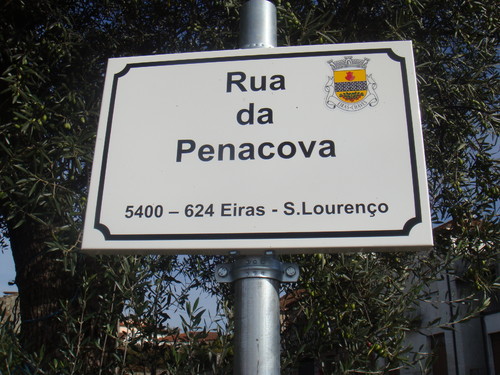 Rua
da
Penacova
5400 – 624 Eiras - S.Lourenço